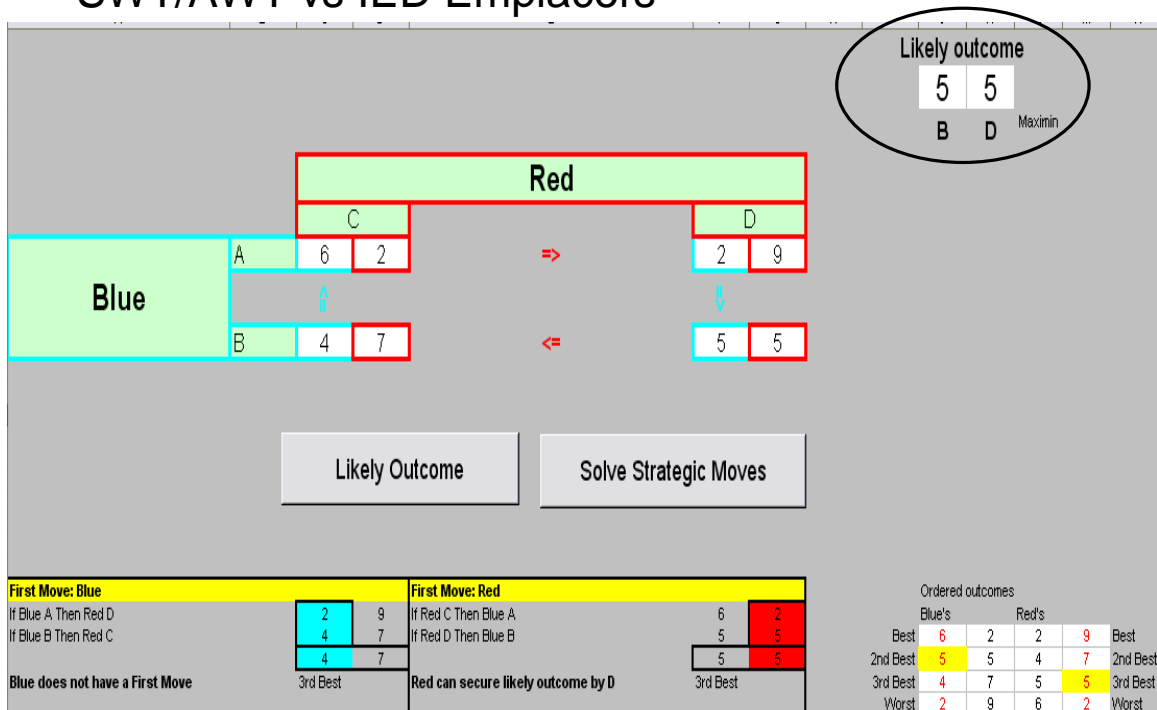 SWT/AWT vs IED Emplacers
Likely outcome
5 5
B D Maximin
Red
C D
A 6 2 => 2 9
Blue
B 4 7 <= 5 5
Likely Outcome
Solve Strategic Moves
First Move: Blue
If Blue A Then Red D 2 9
If Blue B Then Red C 4 7
4 7
Blue does not have a First Move 3rd Best
First Move: Red
If Red C Then Blue A 6 2
If Red D Then Blue B 5 5
5 5
Red can secure likely outcome by D 3rd Best
Ordered outcomes
Blue's Red's
Best 6 2 2 9 Best
2nd Best 5 5 4 7 2nd Best
3rd Best 4 7 5 5 3rd Best
Worst 2 9 6 2 Worst